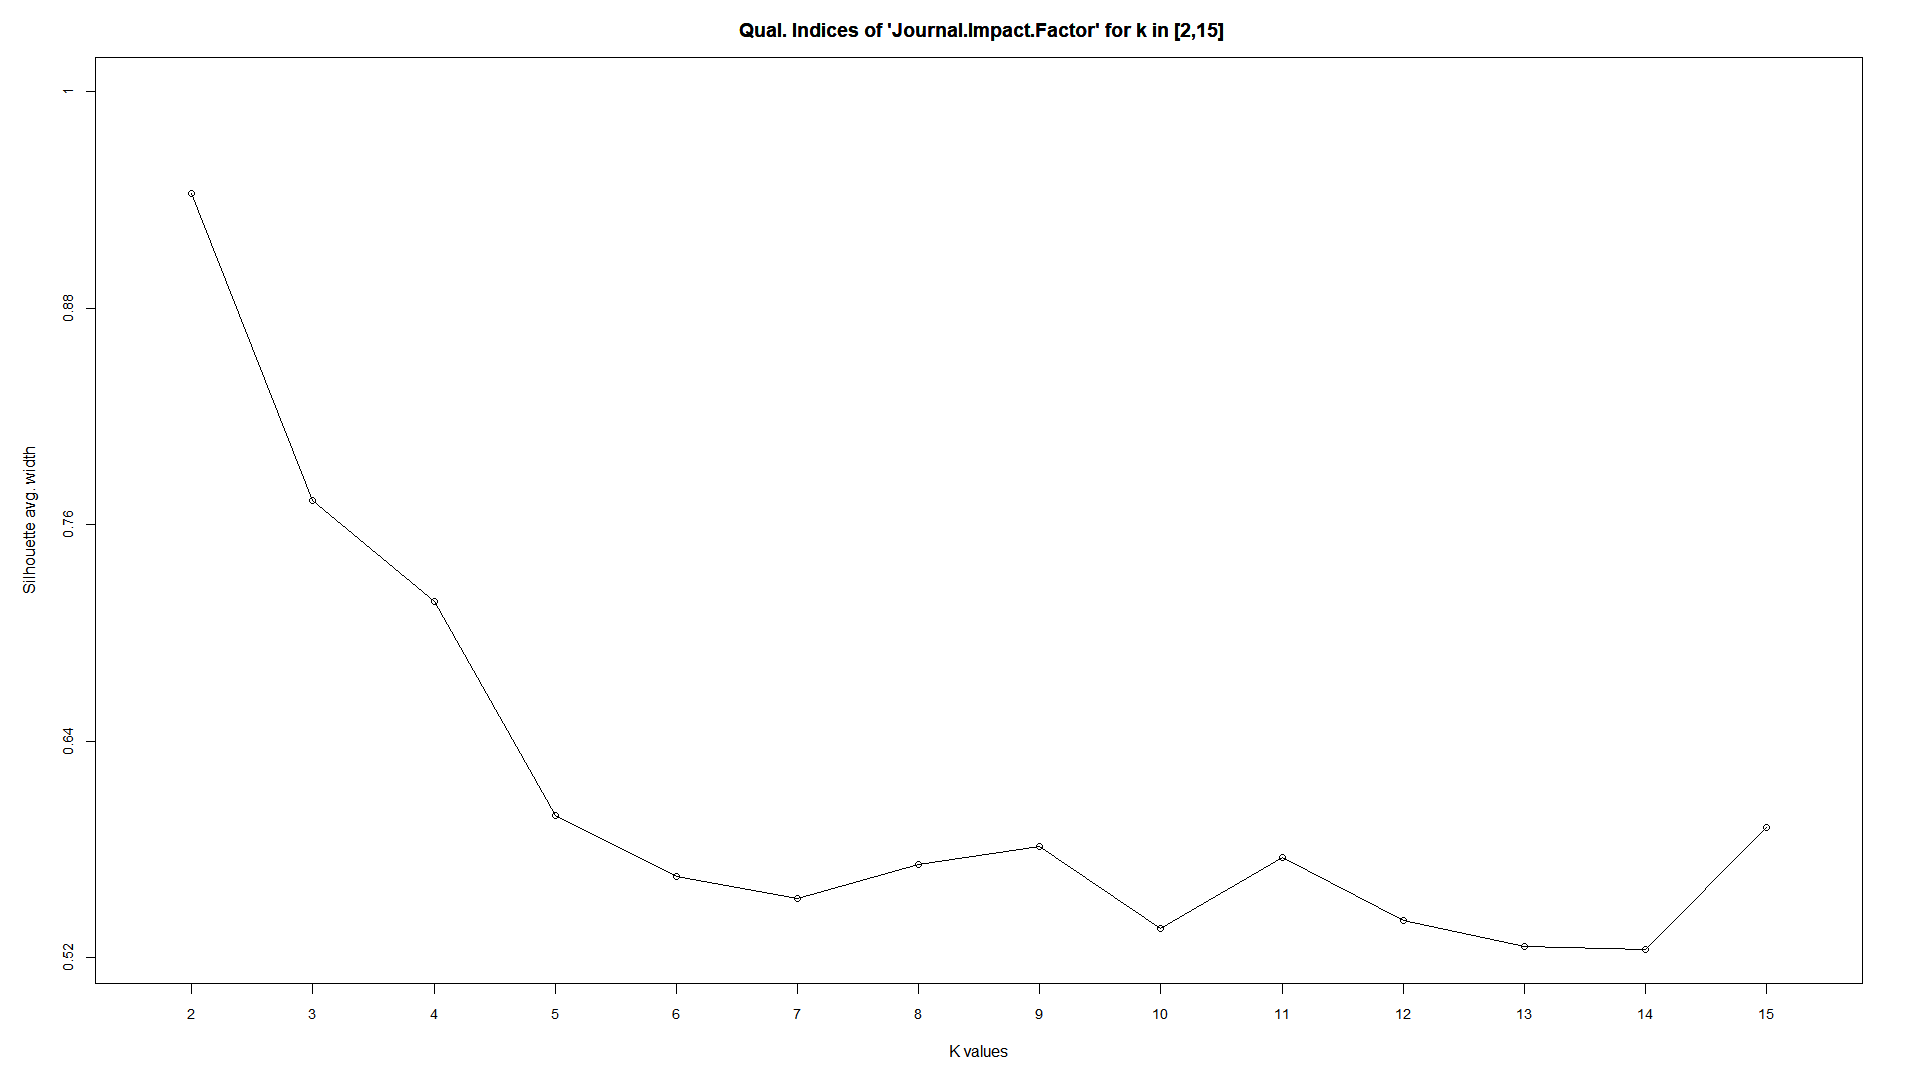 Qual. Indices of 'Journal.Impact.Factor' for k in [2,15]
1
0.88
0.76
0.64
0.52
Silhouette avg. width
2 3 4 5 6 7 8 9 10 11 12 13 14 15
K values